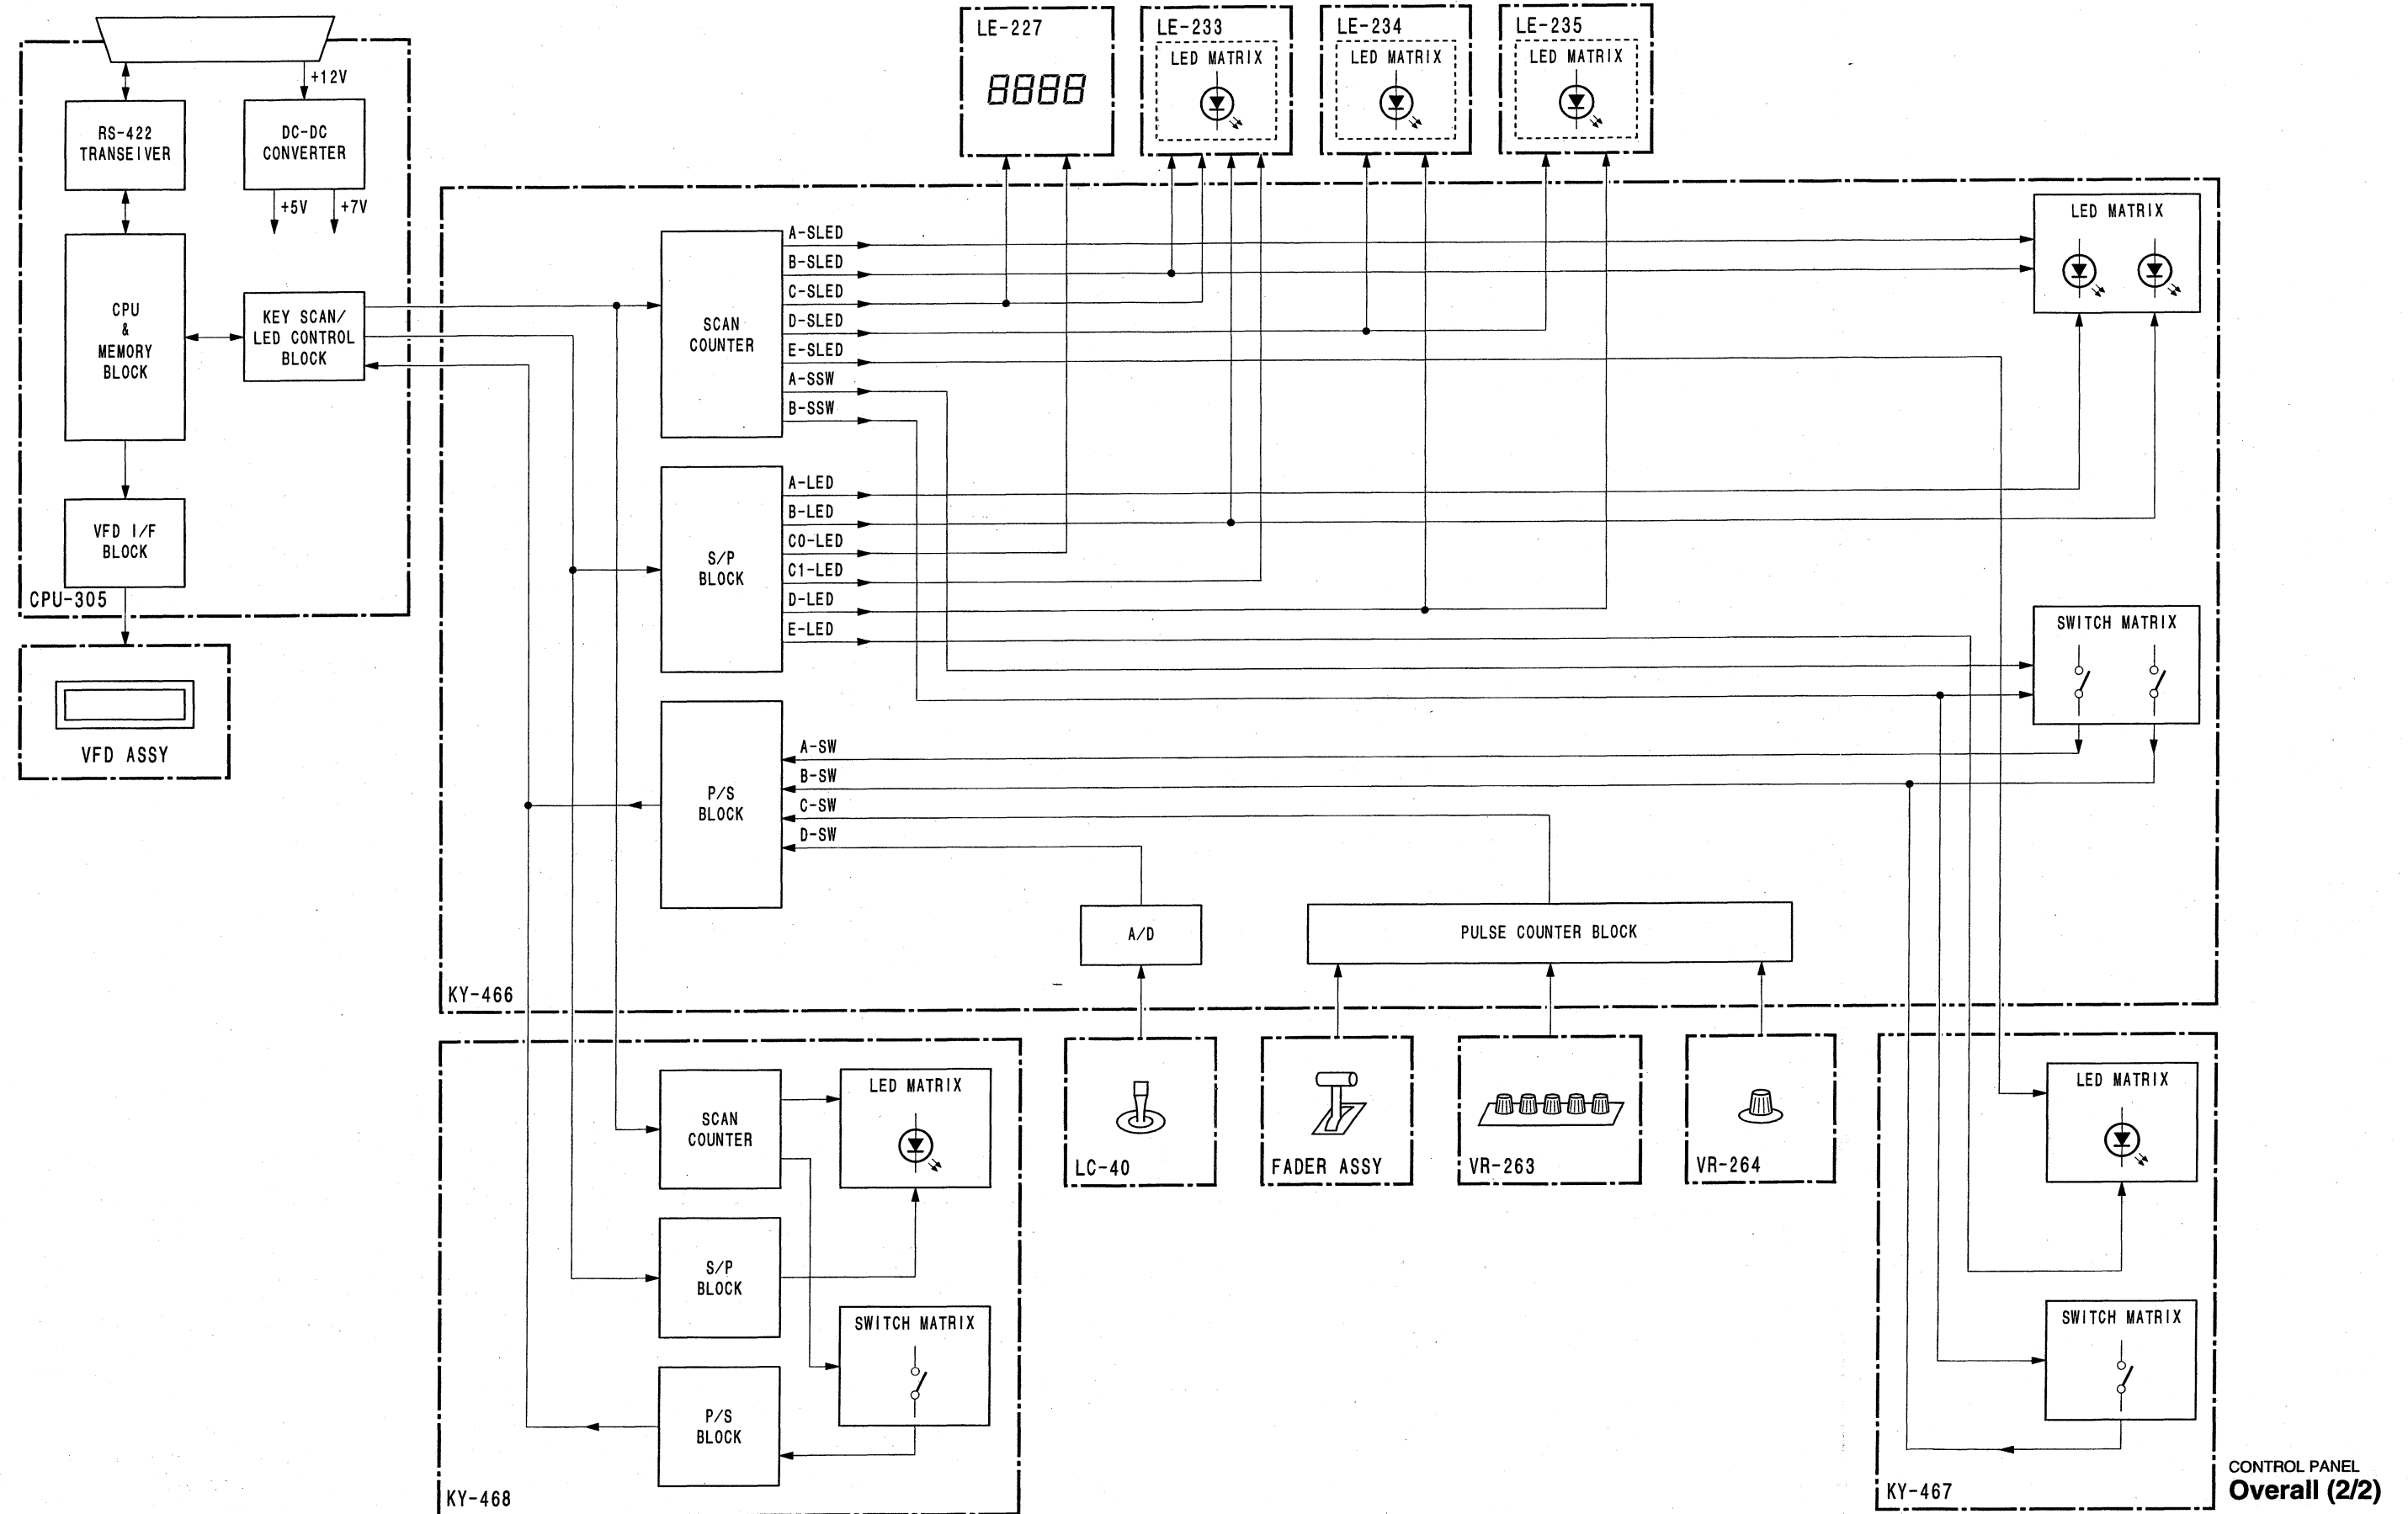 LE-227
8888
LE-233
LED MATRIX
LE-234
LED MATRIX
LE-235
LED MATRIX
+12V
RS-422
TRANSEIVER
DC-DC
CONVERTER
+5V
+7V
CPU
&
MEMORY
BLOCK
KEY SCAN/
LED CONTROL
BLOCK
VFD I/F
BLOCK
CPU-305
VFD ASSY
SCAN
COUNTER
A-SLED
B-SLED
C-SLED
D-SLED
E-SLED
A-SSW
B-SSW
LED MATRIX
S/P
BLOCK
A-LED
B-LED
C0-LED
C1-LED
D-LED
E-LED
SWITCH MATRIX
P/S
BLOCK
A-SW
B-SW
C-SW
D-SW
A/D
PULSE COUNTER BLOCK
KY-466
SCAN
COUNTER
LED MATRIX
S/P
BLOCK
SWITCH MATRIX
P/S
BLOCK
KY-468
LC-40
FADER ASSY
VR-263
VR-264
LED MATRIX
SWITCH MATRIX
KY-467
CONTROL PANEL
Overall (2/2)